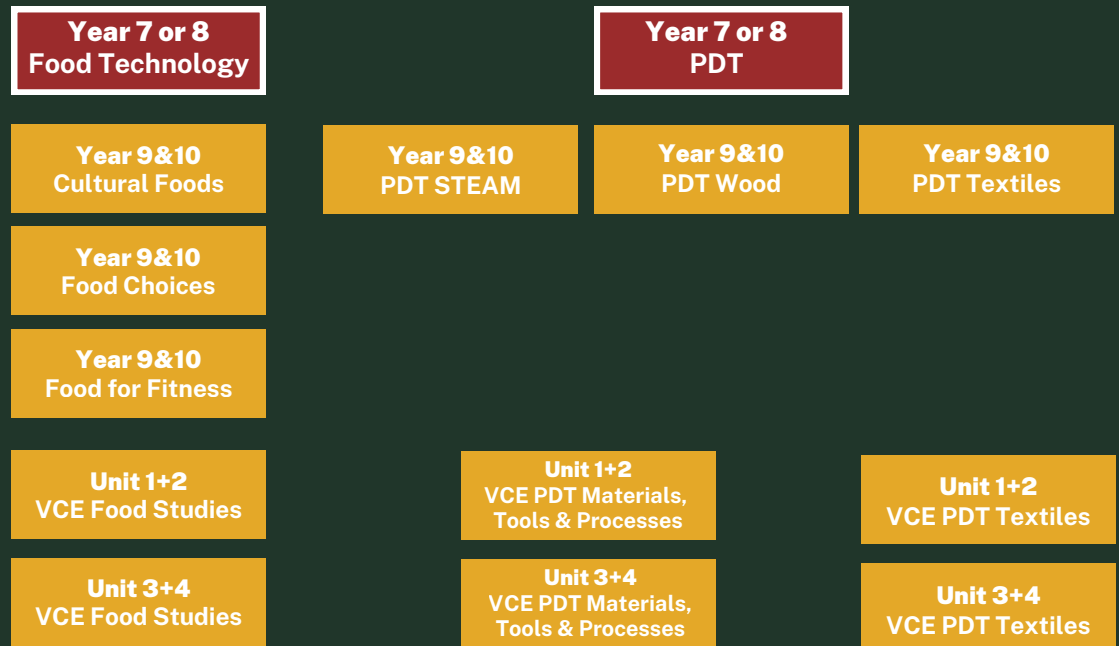 Year 7 or 8
Food Technology
Year 7 or 8
PDT
Year 9&10
Cultural Foods
Year 9&10
PDT STEAM
Year 9&10
PDT Wood
Year 9&10
PDT Textiles
Year 9&10
Food Choices
Year 9&10
Food for Fitness
Unit 1+2
VCE Food Studies
Unit 1+2
VCE PDT Materials,
Tools & Processes
Unit 1+2
VCE PDT Textiles
Unit 3+4
VCE Food Studies
Unit 3+4
VCE PDT Materials,
Tools & Processes
Unit 3+4
VCE PDT Textiles